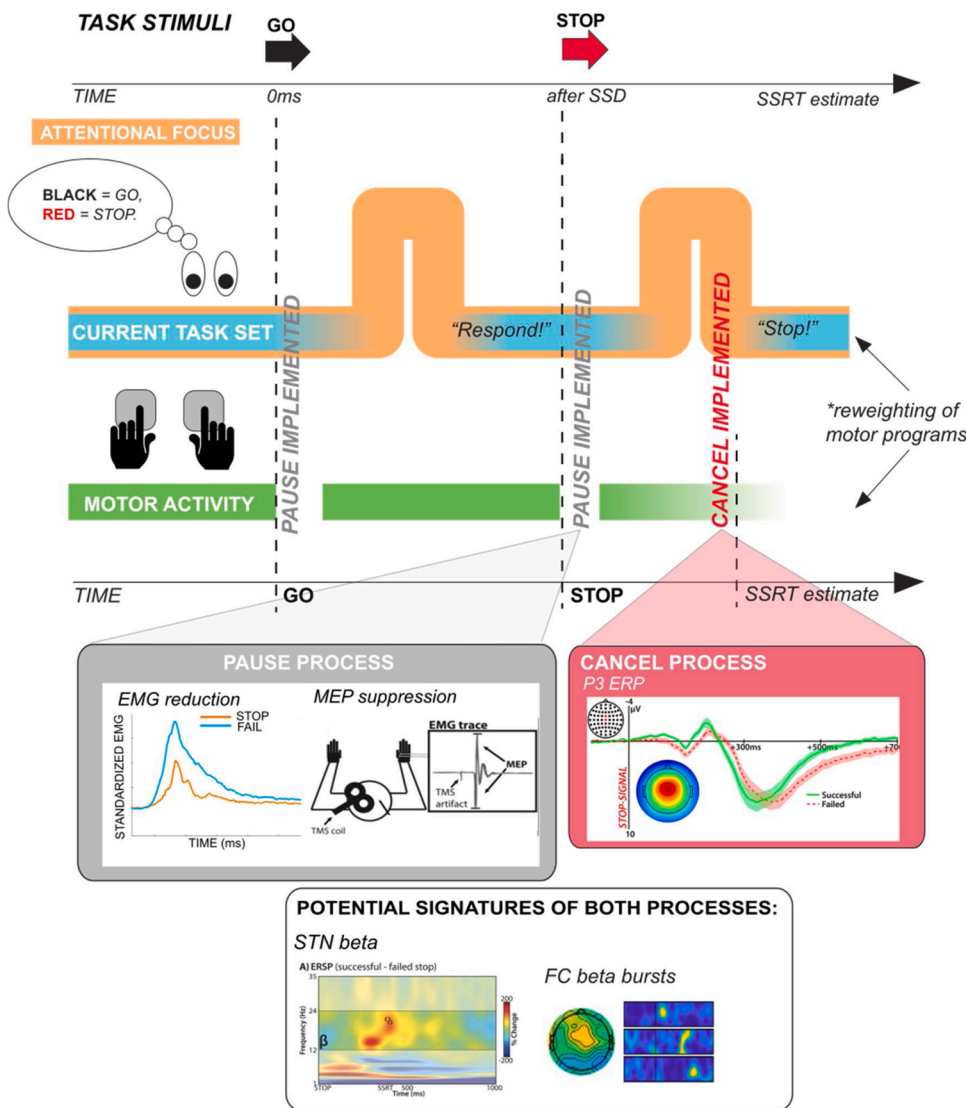 TASK STIMULI
GO
STOP
TIME
0ms
after SSD
SSRT estimate
ATTENTIONAL FOCUS
BLACK = GO,
RED = STOP.
CURRENT TASK SET
PAUSE IMPLEMENTED
“Respond!”
PAUSE IMPLEMENTED
CANCEL IMPLEMENTED
“Stop!”
*reweighting of
motor programs
MOTOR ACTIVITY
TIME
GO
STOP
SSRT estimate
PAUSE PROCESS
EMG reduction
STOP
FAIL
STANDARDIZED EMG
TIME (ms)
MEP suppression
EMG trace
MEP
TMS
artifact
TMS coil
CANCEL PROCESS
P3 ERP
-4
µV
+300ms
+500ms
+700
STOP-SIGNAL
10
Successful
Failed
POTENTIAL SIGNATURES OF BOTH PROCESSES:
STN beta
A) ERSP (successful - failed stop)
35
24
12
1
Frequency (Hz)
β
STOP
SSRT
500
1000
Time (ms)
200
-200
% Change
FC beta bursts